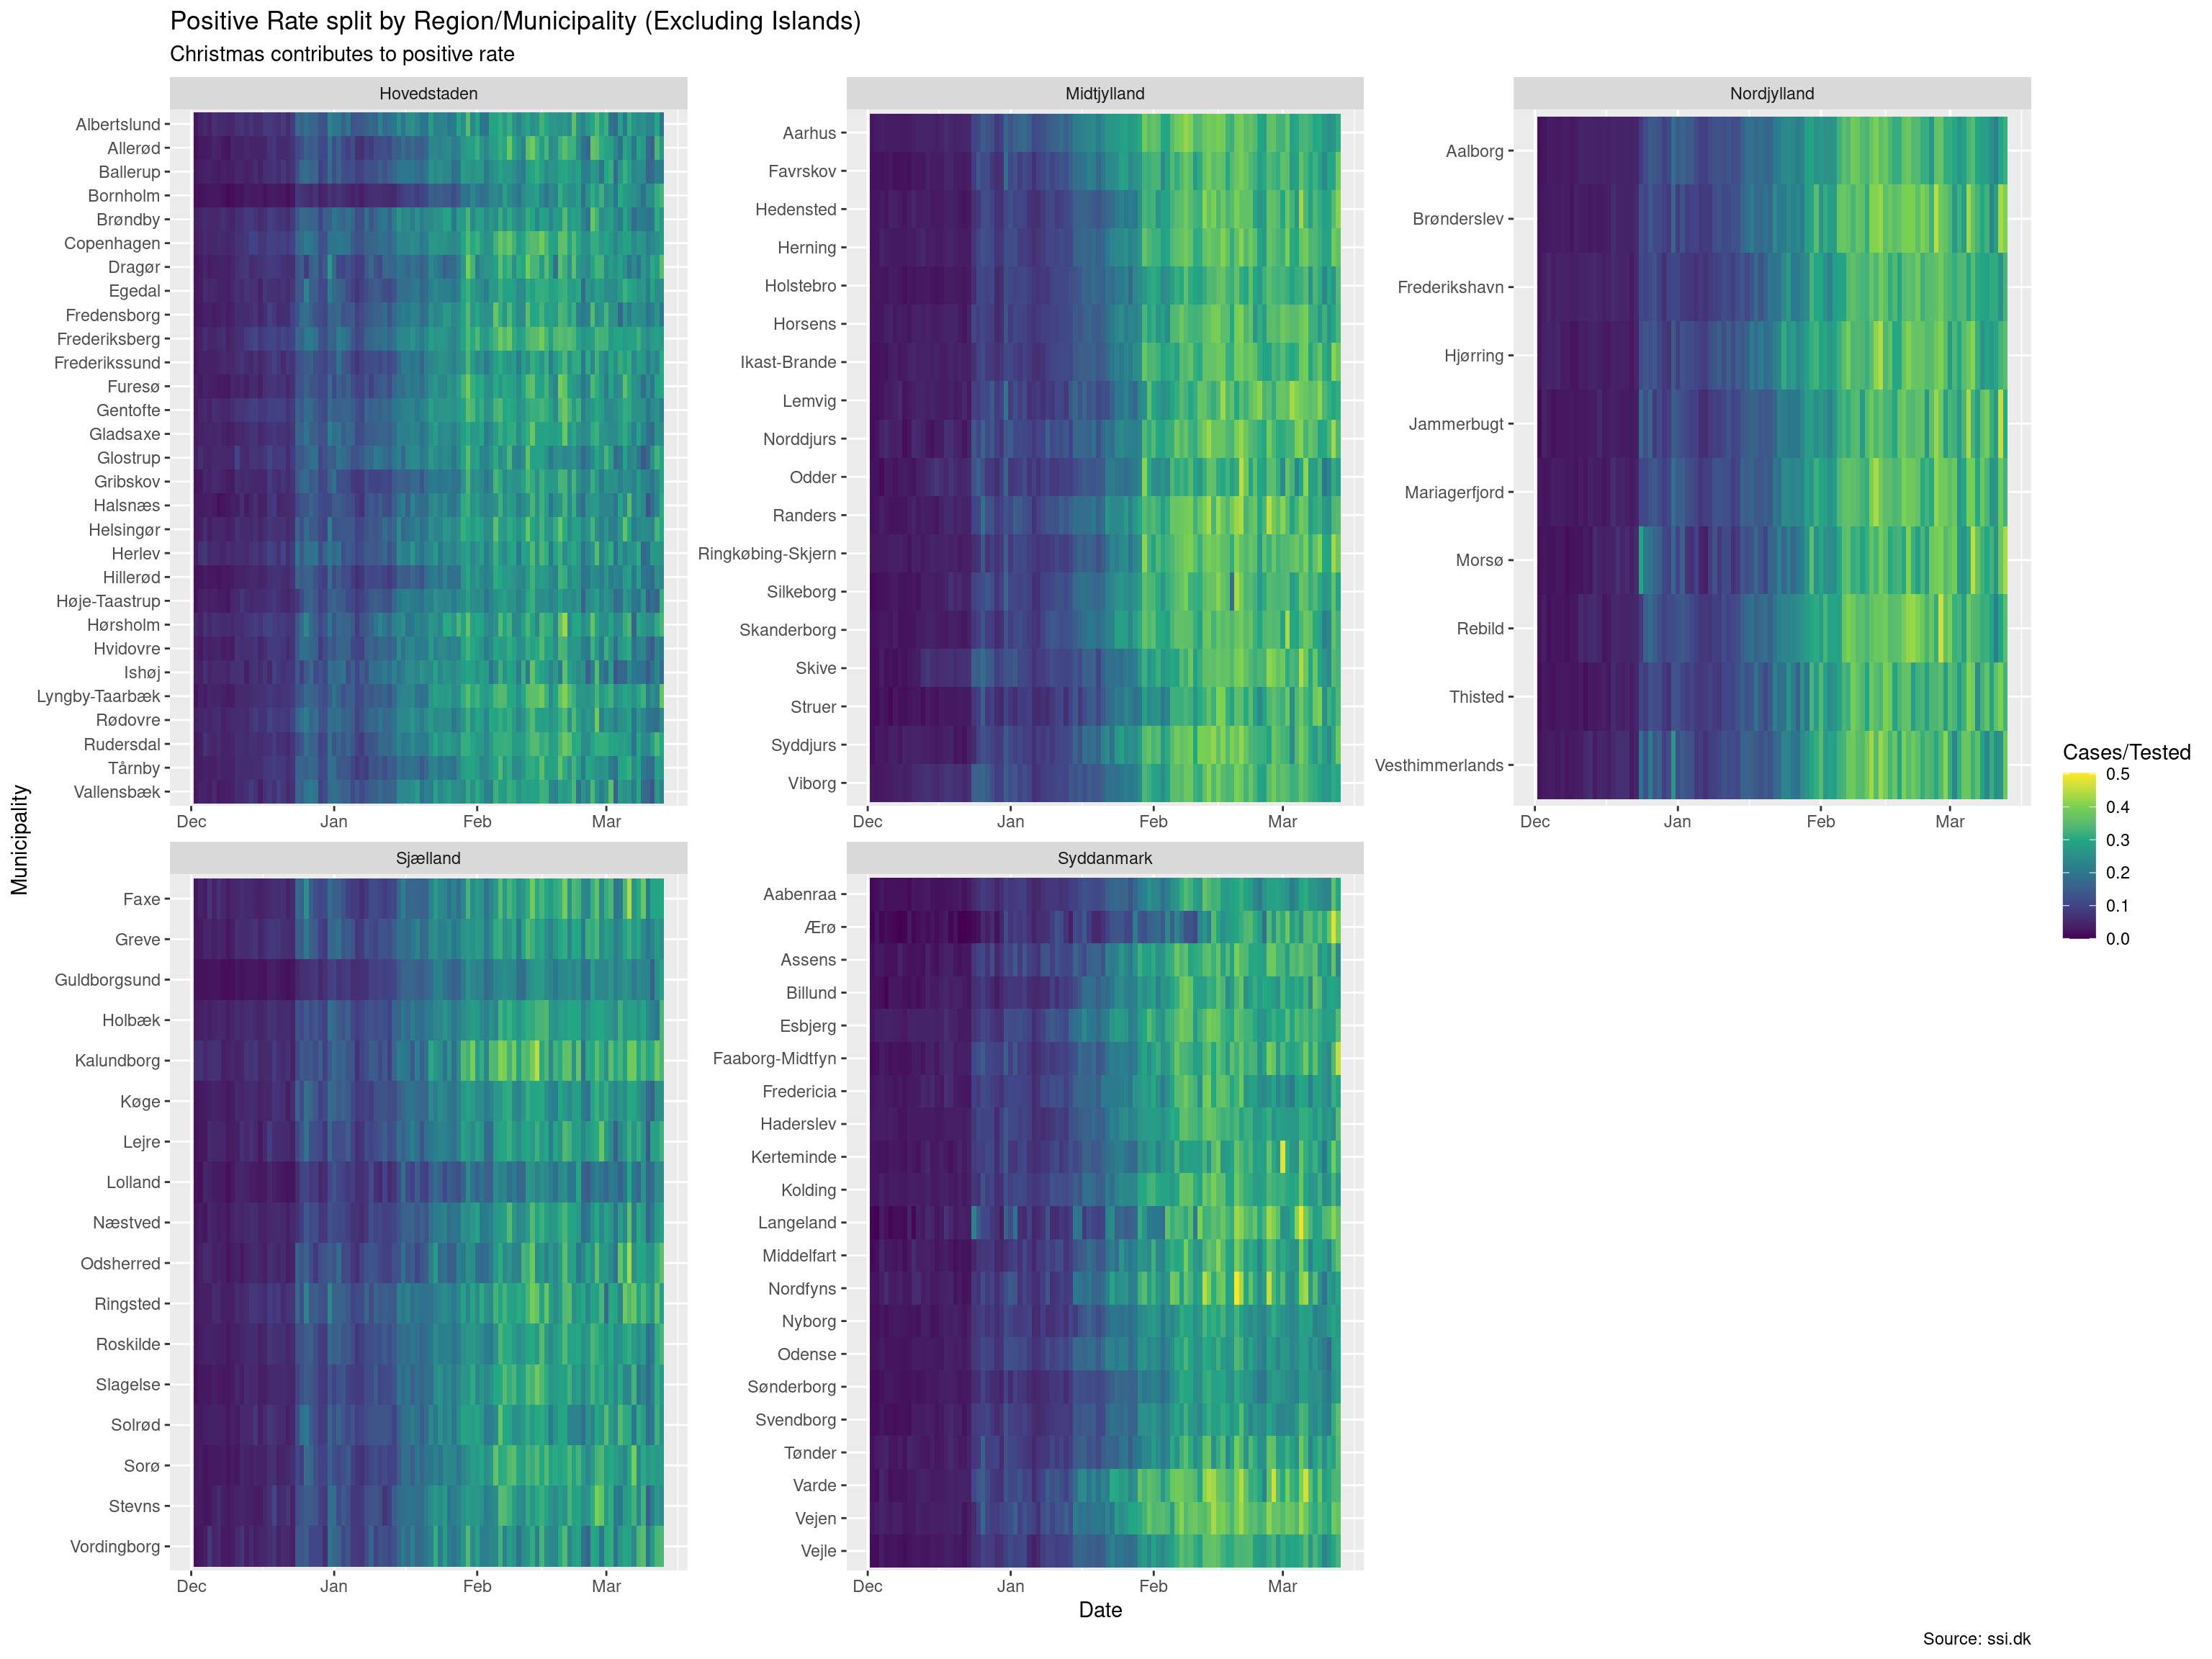 Positive Rate split by Region/Municipality (Excluding Islands)
Christmas contributes to positive rate
Municipality
Hovedstaden
Albertslund
Allerød
Ballerup
Bornholm
Brøndby
Copenhagen
Dragør
Egedal
Fredensborg
Frederiksberg
Frederikssund
Furesø
Gentofte
Gladsaxe
Glostrup
Gribskov
Halsnæs
Helsingør
Herlev
Hillerød
Høje-Taastrup
Hørsholm
Hvidovre
Ishøj
Lyngby-Taarbæk
Rødovre
Rudersdal
Tårnby
Vallensbæk
Dec Jan Feb Mar
Midtjylland
Aarhus
Favrskov
Hedensted
Herning
Holstebro
Horsens
Ikast-Brande
Lemvig
Norddjurs
Odder
Randers
Ringkøbing-Skjern
Silkeborg
Skanderborg
Skive
Struer
Syddjurs
Viborg
Dec Jan Feb Mar
Nordjylland
Aalborg
Brønderslev
Frederikshavn
Hjørring
Jammerbugt
Mariagerfjord
Morsø
Rebild
Thisted
Vesthimmerlands
Dec Jan Feb Mar
Sjælland
Faxe
Greve
Guldborgsund
Holbæk
Kalundborg
Køge
Lejre
Lolland
Næstved
Odsherred
Ringsted
Roskilde
Slagelse
Solrød
Sorø
Stevns
Vordingborg
Dec Jan Feb Mar
Syddanmark
Aabenraa
Ærø
Assens
Billund
Esbjerg
Faaborg-Midtfyn
Fredericia
Haderslev
Kerteminde
Kolding
Langeland
Middelfart
Nordfyns
Nyborg
Odense
Sønderborg
Svendborg
Tønder
Varde
Vejen
Vejle
Dec Jan Feb Mar
Date
Cases/Tested
0.5
0.4
0.3
0.2
0.1
0.0
Source: ssi.dk